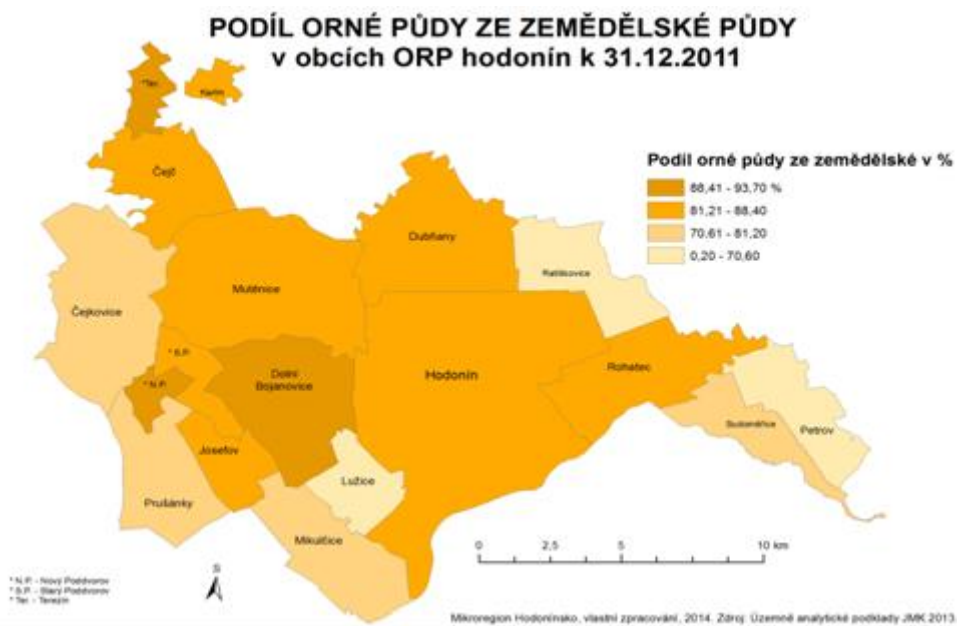 PODÍL ORNÉ PŮDY ZE ZEMĚDĚLSKÉ PŮDY
v obcích ORP hodonín k 31.12.2011
*Ter.
Karlín
Čejč
Podíl orné půdy ze zemědělské v %
88,41 - 93,70 %
81,21 - 88,40
70,61 - 81,20
0,20 - 70,60
Dubňany
Ratíškovice
Mutěnice
Čejkovice
* S.P.
Dolní
Bojanovice
Hodonín
Rohatec
* N.P.
Sudoměřice
Petrov
Josefov
Lužice
Prušánky
Mikulčice
0 2,5 5 10 km
S
* N.P. - Nový Poddvorov
* S.P. - Starý Poddvorov
* Ter. - Terezín
Mikroregion Hodonínsko, vlastní zpracování, 2014. Zdroj: Územně analytické podklady JMK 2013.